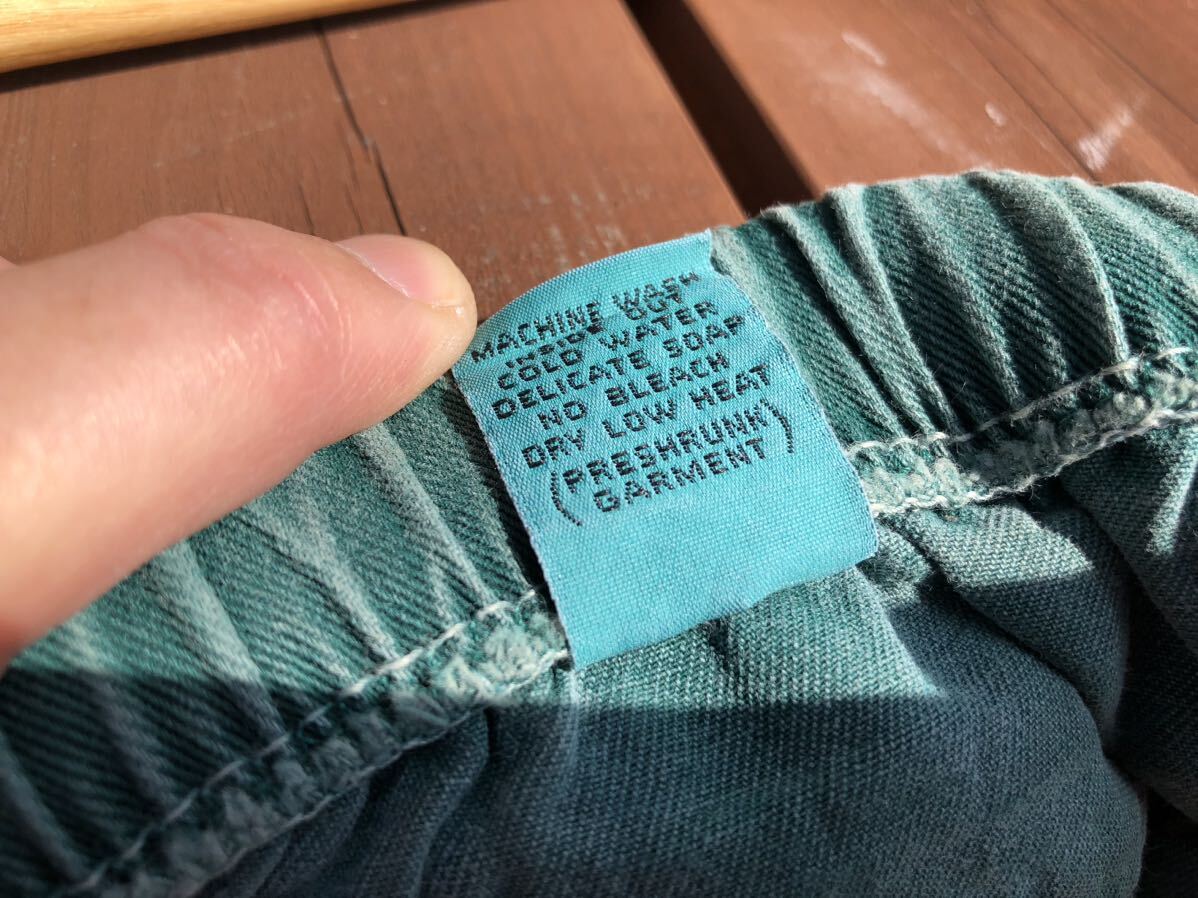 MACHINE WASH
INSIDE OUT
COLD WATER
DELICATE SOAP
NO BLEACH
DRY LOW HEAT
(PRESHRUNK)
GARMENT